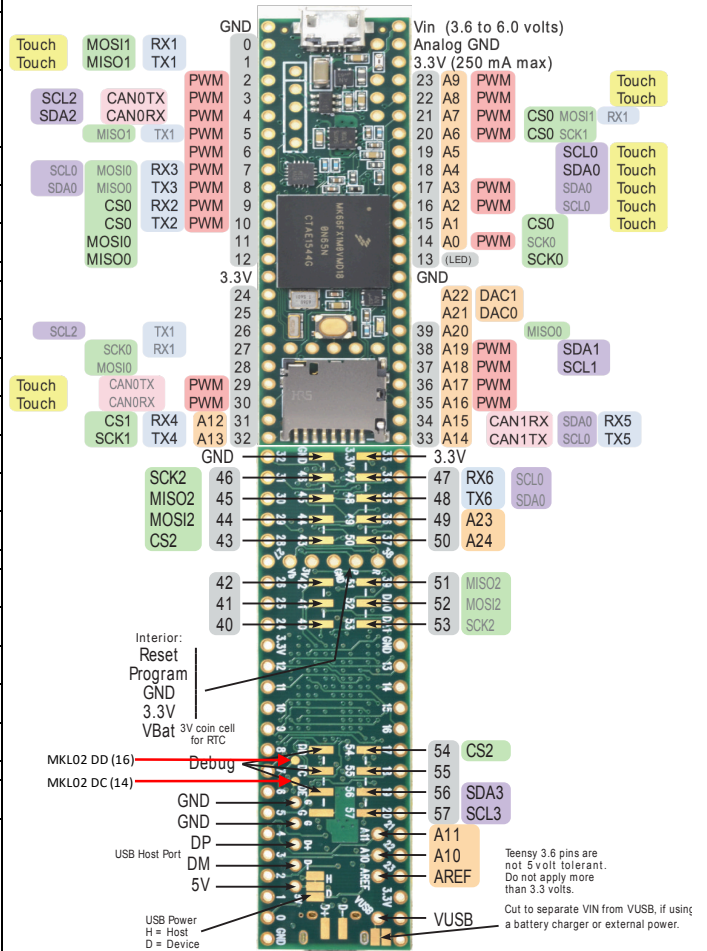 GND Vin (3.6 to 6.0 volts)
Touch MOSI1 RX1 0 Analog GND
Touch MISO1 TX1 1 3.3V (250 mA max)
PWM 2 23 A9 PWM Touch
SCL2 CAN0TX PWM 3 22 A8 PWM Touch
SDA2 CAN0RX PWM 4 21 A7 PWM CS0 MOSI1 RX1
MISO1 TX1 PWM 5 20 A6 PWM CS0 SCK1
PWM 6 19 A5 SCL0 Touch
SCL0 MOSI0 RX3 PWM 7 18 A4 SDA0 Touch
SDA0 MISO0 TX3 PWM 8 17 A3 PWM SDA0 Touch
CS0 RX2 PWM 9 16 A2 PWM SCL0 Touch
CS0 TX2 PWM 10 15 A1 CS0 Touch
MOSI0 11 14 A0 PWM SCK0
MISO0 12 13 (LED) SCK0
3.3V GND
24 A22 DAC1
25 A21 DAC0
SCL2 TX1 26 39 A20 MISO0
SCK0 RX1 27 38 A19 PWM SDA1
MOSI0 28 37 A18 PWM SCL1
Touch CAN0TX PWM 29 36 A17 PWM
Touch CAN0RX PWM 30 35 A16 PWM
CS1 RX4 A12 31 34 A15 CAN1RX SDA0 RX5
SCK1 TX4 A13 32 33 A14 CAN1TX SCL0 TX5
MK66FX1M0VMD18
0N65N
CTAE1544G
GND 3.3V
SCK2 46 47 RX6 SCL0
MISO2 45 48 TX6 SDA0
MOSI2 44 49 A23
CS2 43 50 A24
42 51 MISO2
41 52 MOSI2
40 53 SCK2
Interior:
Reset
Program
GND
3.3V
VBat 3V coin cell
for RTC
54 CS2
MKL02 DD (16)
Debug 55
MKL02 DC (14)
56 SDA3
GND 57 SCL3
GND A11
DP A10
USB Host Port
DM AREF
5V
Teensy 3.6 pins are
not 5 volt tolerant.
Do not apply more
than 3.3 volts.
VUSB
Cut to separate VIN from VUSB, if using
a battery charger or external power.
USB Power
H = Host
D = Device